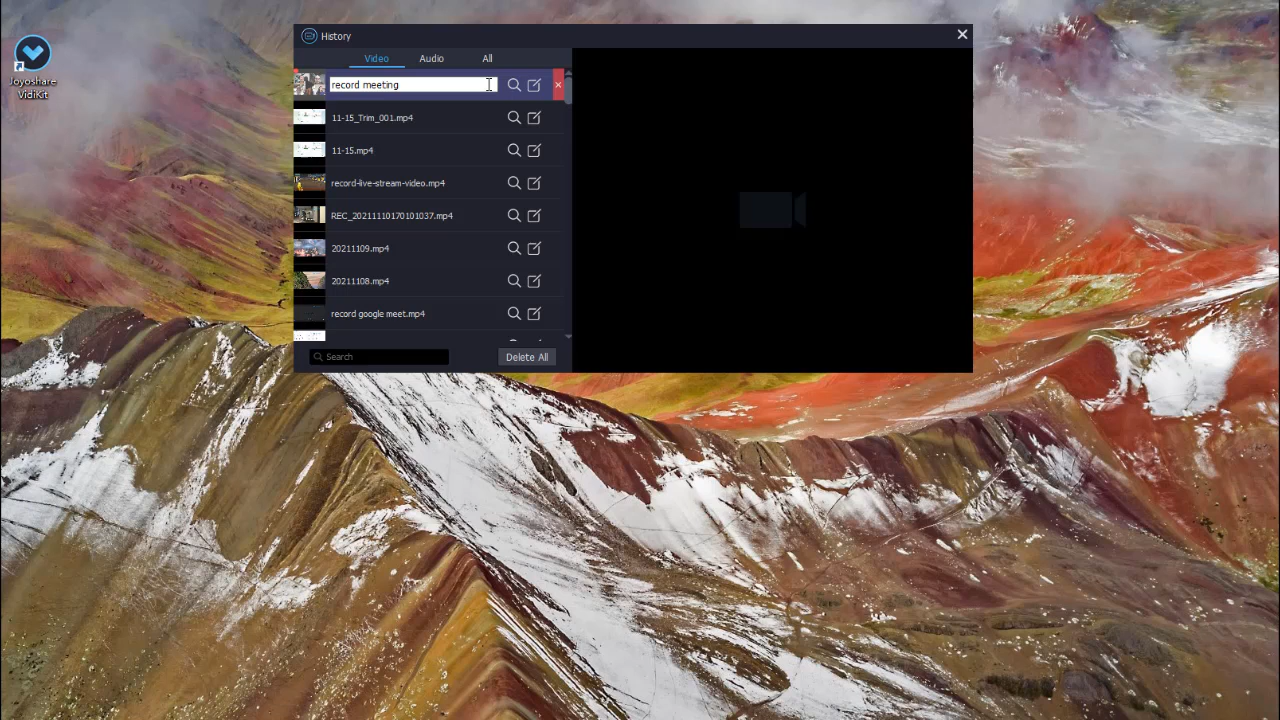 Joyoshare
VidiKit
History
Video Audio All
record meeting
11-15_Trim_001.mp4
11-15.mp4
record-live-stream-video.mp4
REC_20211110170101037.mp4
20211109.mp4
20211108.mp4
record google meet.mp4
Search
Delete All